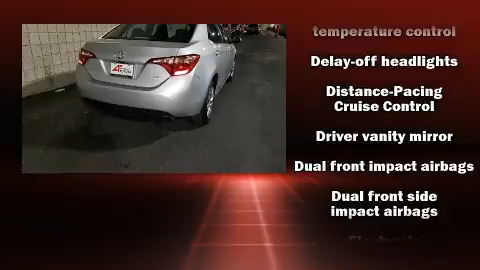 temperature control
Delay-off headlights
Distance-Pacing
Cruise Control
Driver vanity mirror
Dual front impact airbags
Dual front side
impact airbags